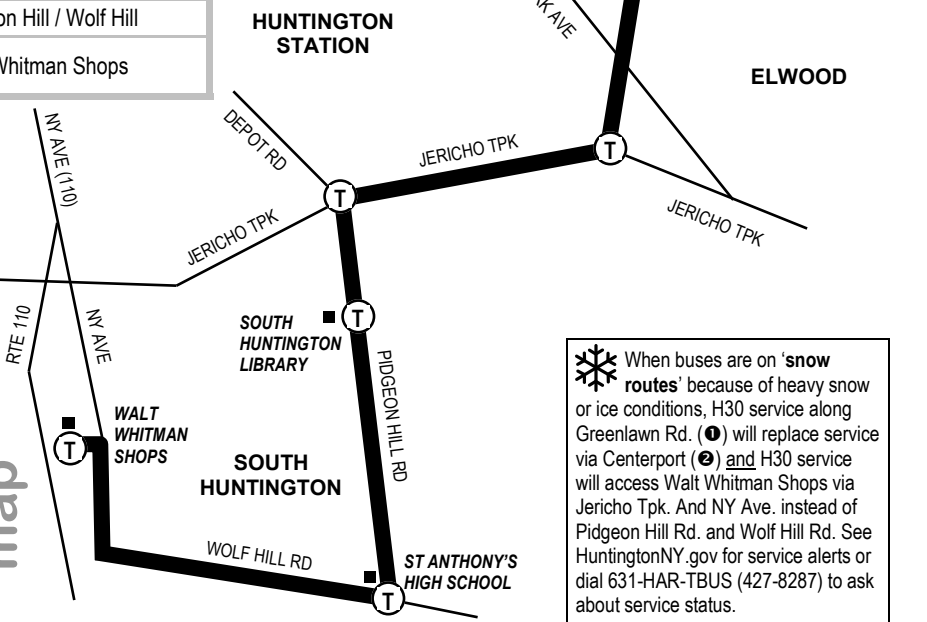 on Hill / Wolf Hill
Whitman Shops
HUNTINGTON
STATION
AVE
ELWOOD
NY AVE (110)
DEPOT RD
JERICHO TPK
T
T
JERICHO TPK
JERICHO TPK
RTE 110
NY AVE
SOUTH
HUNTINGTON
LIBRARY
T
PIDGEON HILL RD
WALT
WHITMAN
SHOPS
T
SOUTH
HUNTINGTON
map
WOLF HILL RD
ST ANTHONY'S
HIGH SCHOOL
T
When buses are on ‘snow
routes’ because of heavy snow
or ice conditions, H30 service along
Greenlawn Rd. (❶) will replace service
via Centerport (❷) and H30 service
will access Walt Whitman Shops via
Jericho Tpk. And NY Ave. instead of
Pidgeon Hill Rd. and Wolf Hill Rd. See
HuntingtonNY.gov for service alerts or
dial 631-HAR-TBUS (427-8287) to ask
about service status.